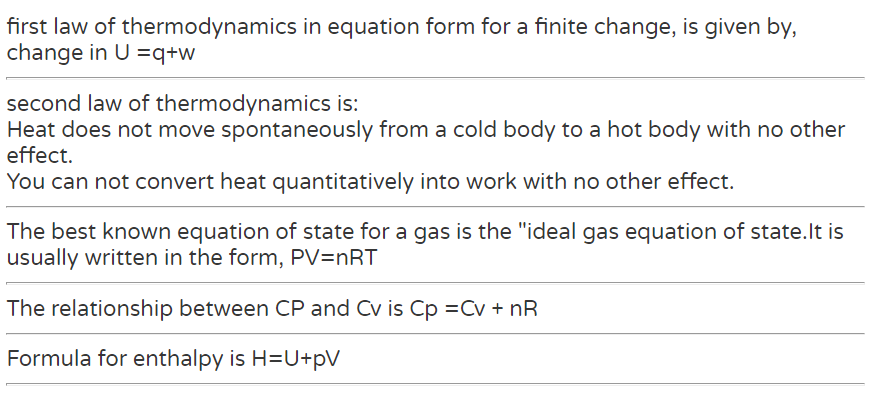 first law of thermodynamics in equation form for a finite change, is given by,
change in U =q+w
second law of thermodynamics is:
Heat does not move spontaneously from a cold body to a hot body with no other
effect.
You can not convert heat quantitatively into work with no other effect.
The best known equation of state for a gas is the "ideal gas equation of state.It is
usually written in the form, PV=nRT
The relationship between CP and Cv is Cp =Cv + nR
Formula for enthalpy is H=U+pV